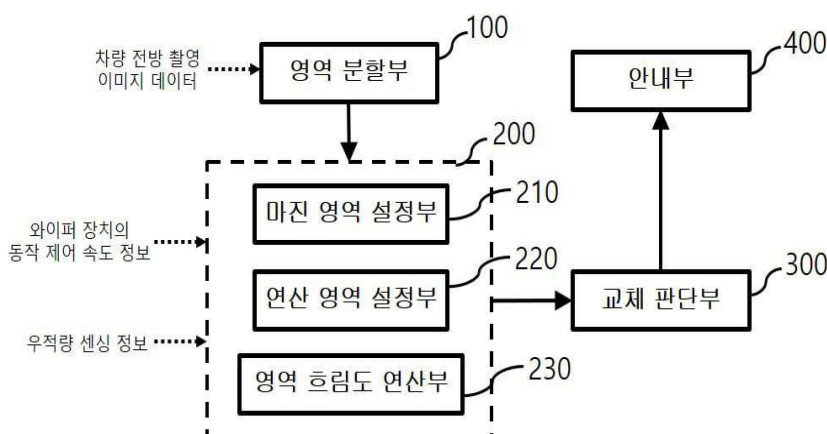 100
차량 전방 촬영
이미지 데이터
영역 분할부
400
안내부
200
210
마진 영역 설정부
와이퍼 장치의
동작 제어 속도 정보
220
연산 영역 설정부
300
교체 판단부
우적량 센싱 정보
230
영역 흐림도 연산부